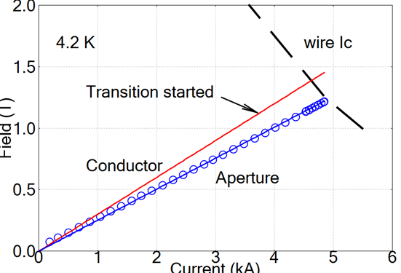 2.0
4.2 K
wire Ic
1.5
Transition started
1.0
Field (T)
Conductor
Aperture
0.5
0.0
0 1 2 3 4 5 6
Current (kA)